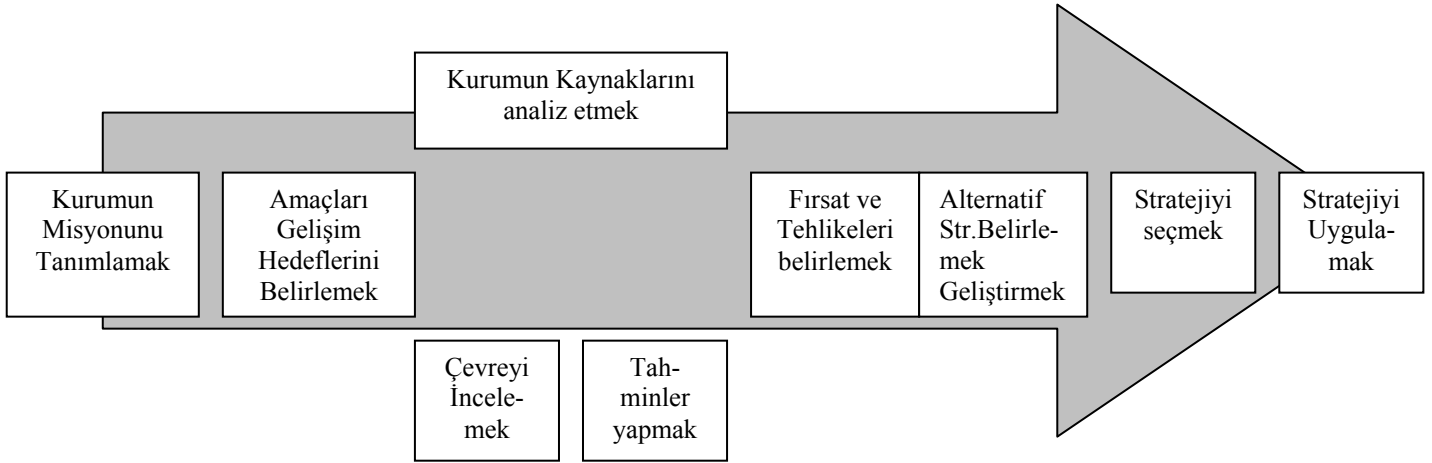 Kurumun Kaynaklarını
analiz etmek
Kurumun
Misyonunu
Tanımlamak
Amaçları
Gelişim
Hedeflerini
Belirlemek
Çevreyi
İncele-
mek
Tah-
minler
yapmak
Fırsat ve
Tehlikeleri
belirlemek
Alternatif
Str.Belirle-
mek
Geliştirmek
Stratejiyi
seçmek
Stratejiyi
Uygula-
mak